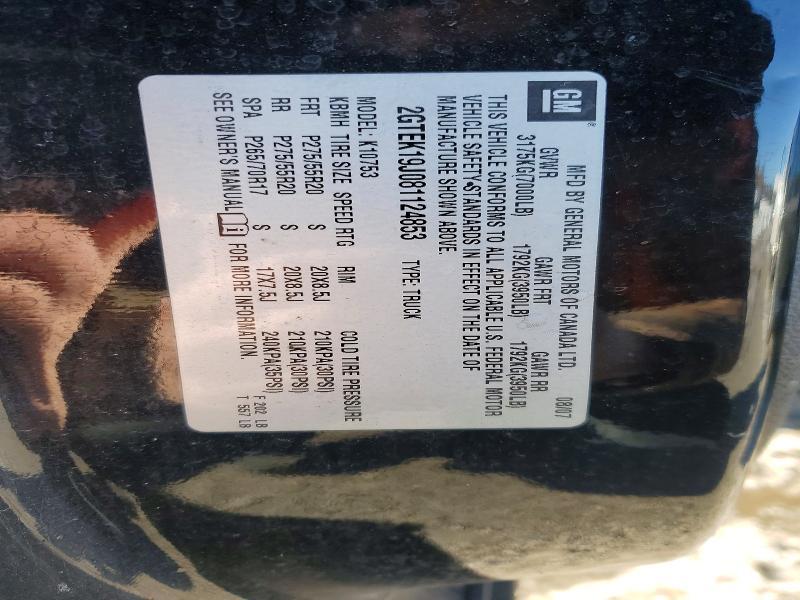 GM
MFD BY GENERAL MOTORS OF CANADA LTD. 08/07
GVWR GAWR FRT GAWR RR
3175KG(7000LB) 1792KG(3950LB) 1792KG(3950LB)
THIS VEHICLE CONFORMS TO ALL APPLICABLE U.S. FEDERAL MOTOR
VEHICLE SAFETY STANDARDS IN EFFECT ON THE DATE OF
MANUFACTURE SHOWN ABOVE.
2GTEK19J081124853 TYPE: TRUCK
MODEL: K10753
KBMH TIRE SIZE SPEED RTG RIM COLD TIRE PRESSURE
FRT P275/55R20 S 20X8.5J 210KPA(30PSI)
RR P275/55R20 S 20X8.5J 210KPA(30PSI)
SPA P265/70R17 S 17X7.5J 240KPA(35PSI)
SEE OWNER'S MANUAL FOR MORE INFORMATION.
F 202 LB
T 557 LB